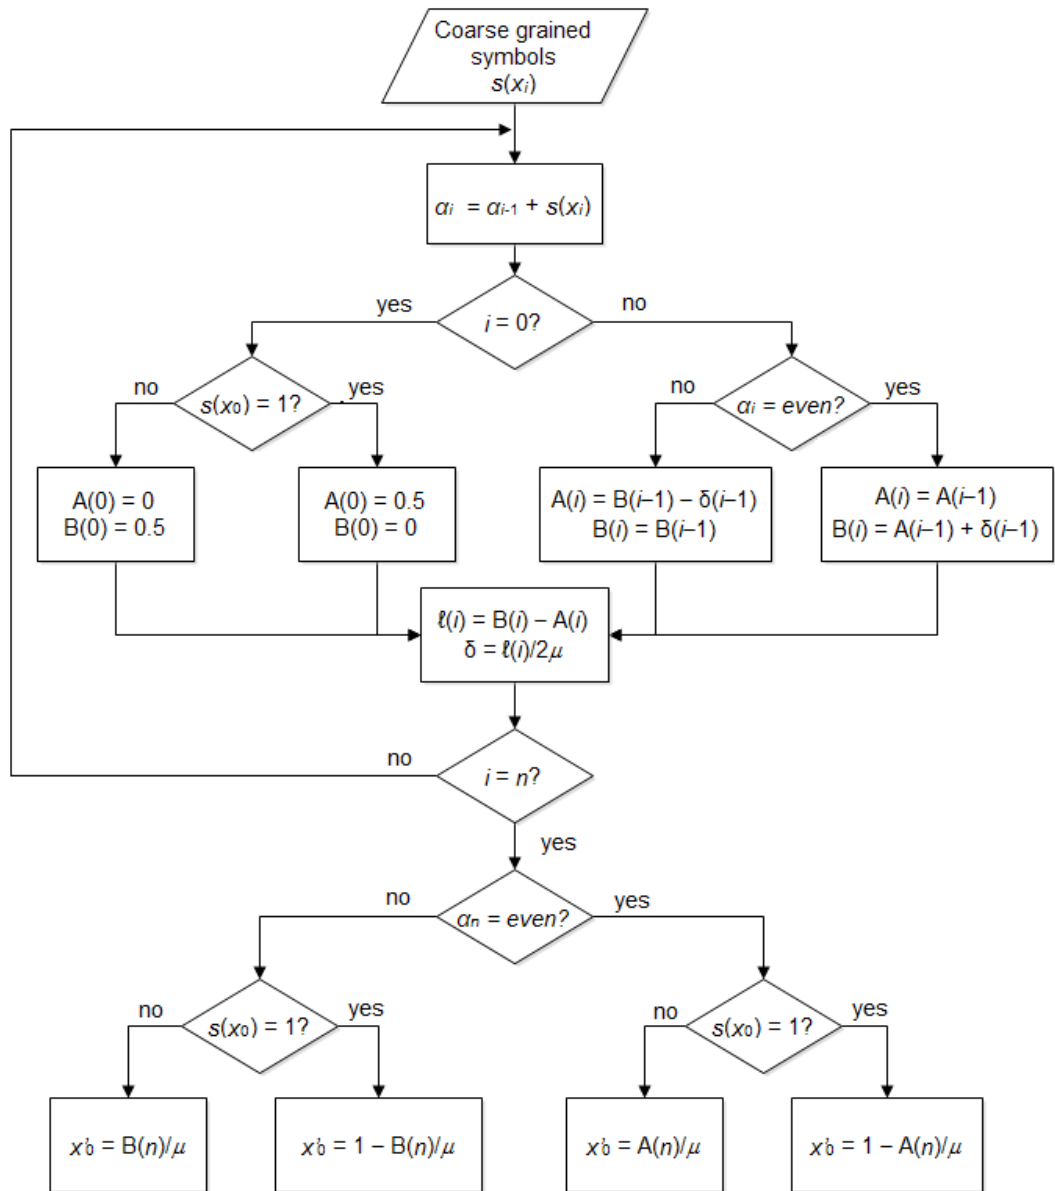 Coarse grained
symbols
s(xᵢ)
αᵢ = αᵢ₋₁ + s(xᵢ)
yes
no
i = 0?
no
yes
s(x₀) = 1?
no
yes
αᵢ = even?
A(0) = 0
B(0) = 0.5
A(0) = 0.5
B(0) = 0
A(i) = B(i–1) – δ(i–1)
B(i) = B(i–1)
A(i) = A(i–1)
B(i) = A(i–1) + δ(i–1)
ℓ(i) = B(i) – A(i)
δ = ℓ(i)/2μ
no
i = n?
yes
no
yes
αₙ = even?
no
yes
s(x₀) = 1?
no
yes
s(x₀) = 1?
x'₀ = B(n)/μ
x'₀ = 1 – B(n)/μ
x'₀ = A(n)/μ
x'₀ = 1 – A(n)/μ